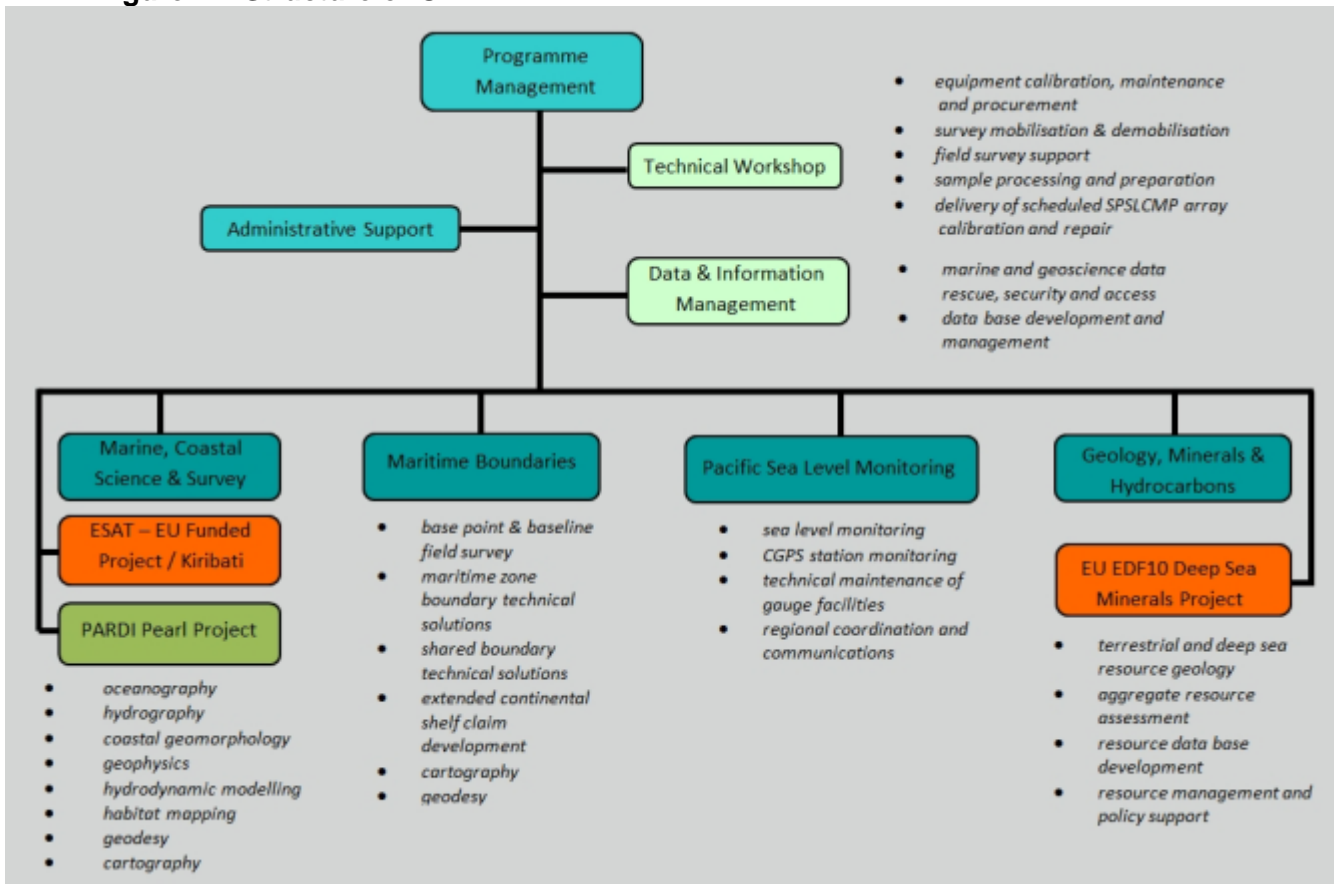 Programme
Management
equipment calibration, maintenance
and procurement
survey mobilisation & demobilisation
field survey support
sample processing and preparation
delivery of scheduled SPSLCMP array
calibration and repair
Technical Workshop
Administrative Support
Data & Information
Management
marine and geoscience data
rescue, security and access
data base development and
management
Marine, Coastal
Science & Survey
ESAT – EU Funded
Project / Kiribati
PARDI Pearl Project
oceanography
hydrography
coastal geomorphology
geophysics
hydrodynamic modelling
habitat mapping
geodesy
cartography
Maritime Boundaries
base point & baseline
field survey
maritime zone
boundary technical
solutions
shared boundary
technical solutions
extended continental
shelf claim
development
cartography
geodesy
Pacific Sea Level Monitoring
sea level monitoring
CGPS station monitoring
technical maintenance of
gauge facilities
regional coordination and
communications
Geology, Minerals &
Hydrocarbons
EU EDF10 Deep Sea
Minerals Project
terrestrial and deep sea
resource geology
aggregate resource
assessment
resource data base
development
resource management and
policy support